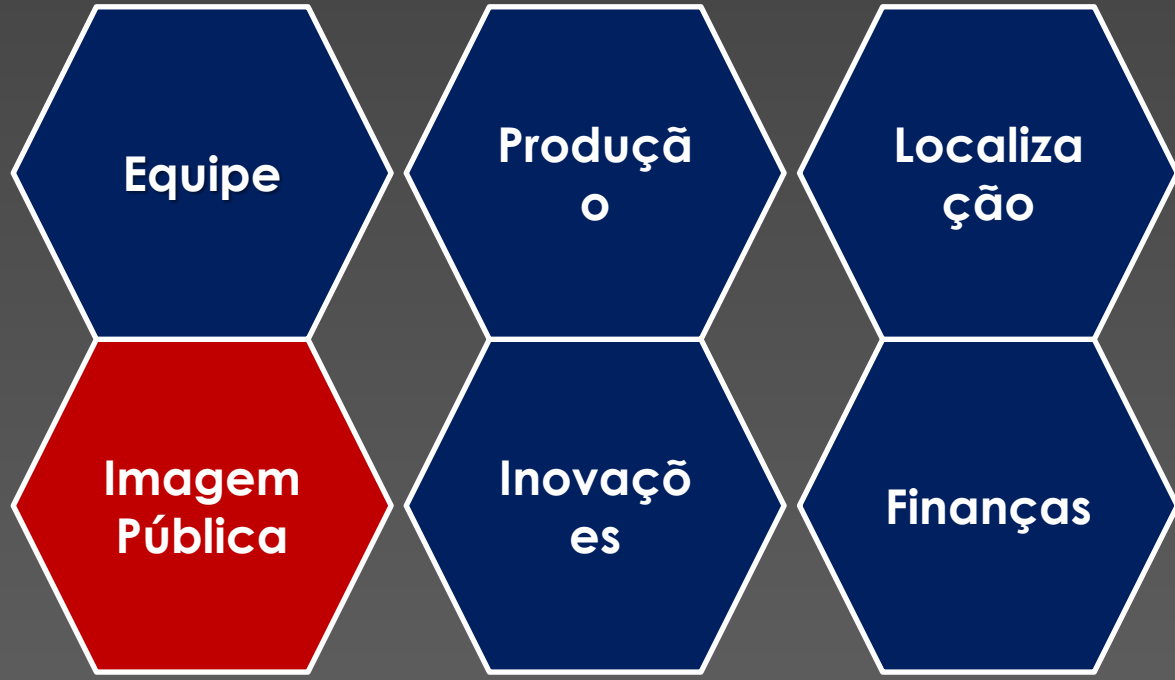 Equipe
Produçã
o
Localiza
ção
Imagem
Pública
Inovaçõ
es
Finanças